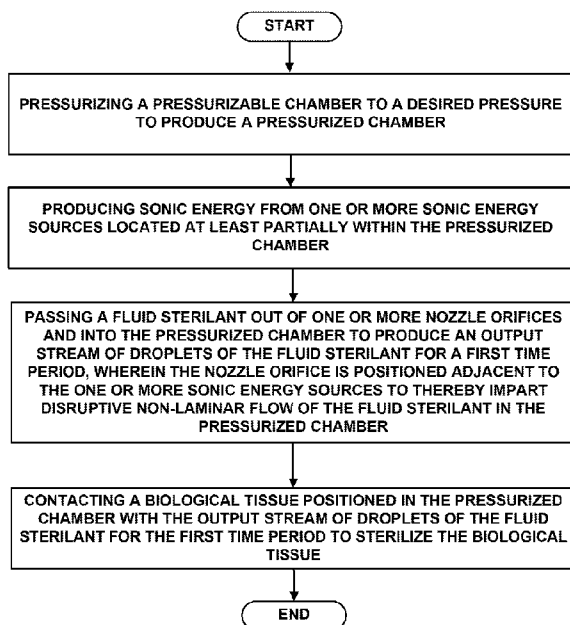 START
PRESSURIZING A PRESSURIZABLE CHAMBER TO A DESIRED PRESSURE
TO PRODUCE A PRESSURIZED CHAMBER
PRODUCING SONIC ENERGY FROM ONE OR MORE SONIC ENERGY
SOURCES LOCATED AT LEAST PARTIALLY WITHIN THE PRESSURIZED
CHAMBER
PASSING A FLUID STERILANT OUT OF ONE OR MORE NOZZLE ORIFICES
AND INTO THE PRESSURIZED CHAMBER TO PRODUCE AN OUTPUT
STREAM OF DROPLETS OF THE FLUID STERILANT FOR A FIRST TIME
PERIOD, WHEREIN THE NOZZLE ORIFICE IS POSITIONED ADJACENT TO
THE ONE OR MORE SONIC ENERGY SOURCES TO THEREBY IMPART
DISRUPTIVE NON-LAMINAR FLOW OF THE FLUID STERILANT IN THE
PRESSURIZED CHAMBER
CONTACTING A BIOLOGICAL TISSUE POSITIONED IN THE PRESSURIZED
CHAMBER WITH THE OUTPUT STREAM OF DROPLETS OF THE FLUID
STERILANT FOR THE FIRST TIME PERIOD TO STERILIZE THE BIOLOGICAL
TISSUE
END